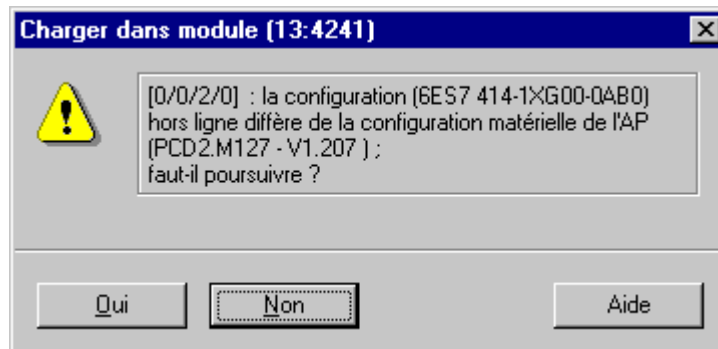 Charger dans module (13:4241)
[0/0/2/0] : la configuration (6ES7 414-1XG00-0AB0)
hors ligne diffère de la configuration matérielle de l'AP
(PCD2.M127 - V1.207 ) ;
faut-il poursuivre ?
Oui Non Aide